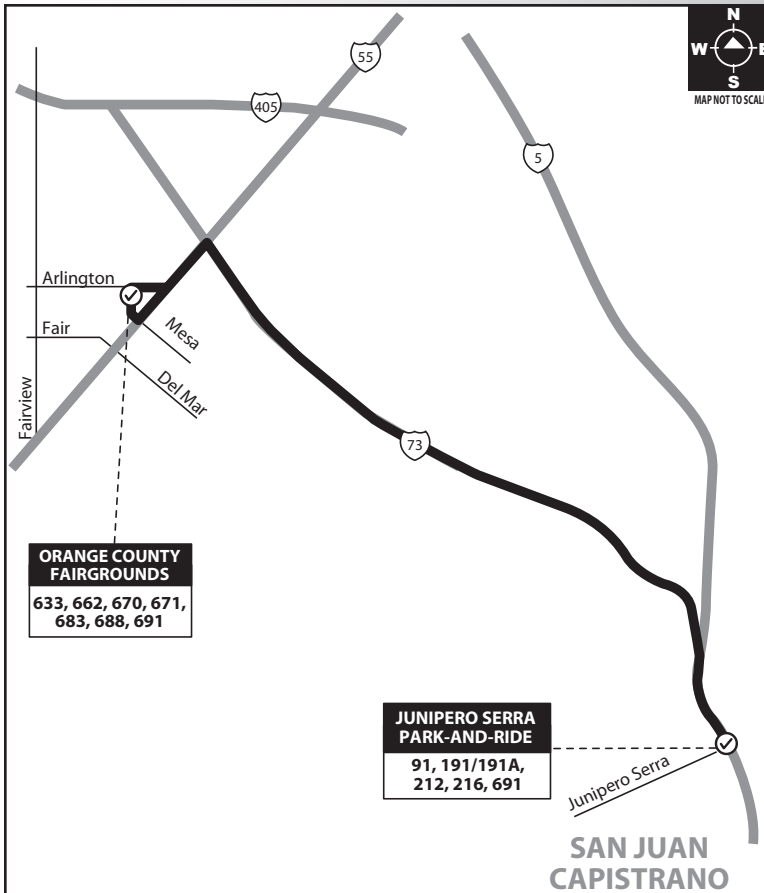 N
W
E
S
MAP NOT TO SCALE
55
405
5
Arlington
Fair
Mesa
Del Mar
Fairview
73
ORANGE COUNTY
FAIRGROUNDS
633, 662, 670, 671,
683, 688, 691
JUNIPERO SERRA
PARK-AND-RIDE
91, 191/191A,
212, 216, 691
Junipero Serra
SAN JUAN
CAPISTRANO